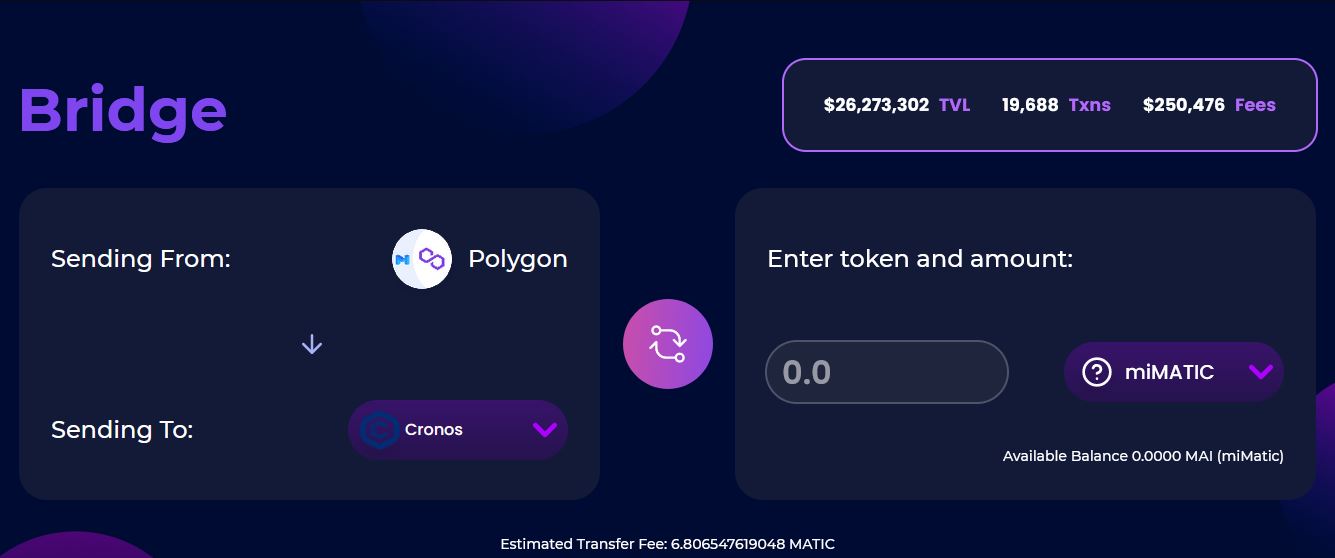 Bridge
$26,273,302 TVL 19,688 Txns $250,476 Fees
Sending From: Polygon
Sending To: Cronos
Enter token and amount:
0.0 miMATIC
Available Balance 0.0000 MAI (miMatic)
Estimated Transfer Fee: 6.806547619048 MATIC